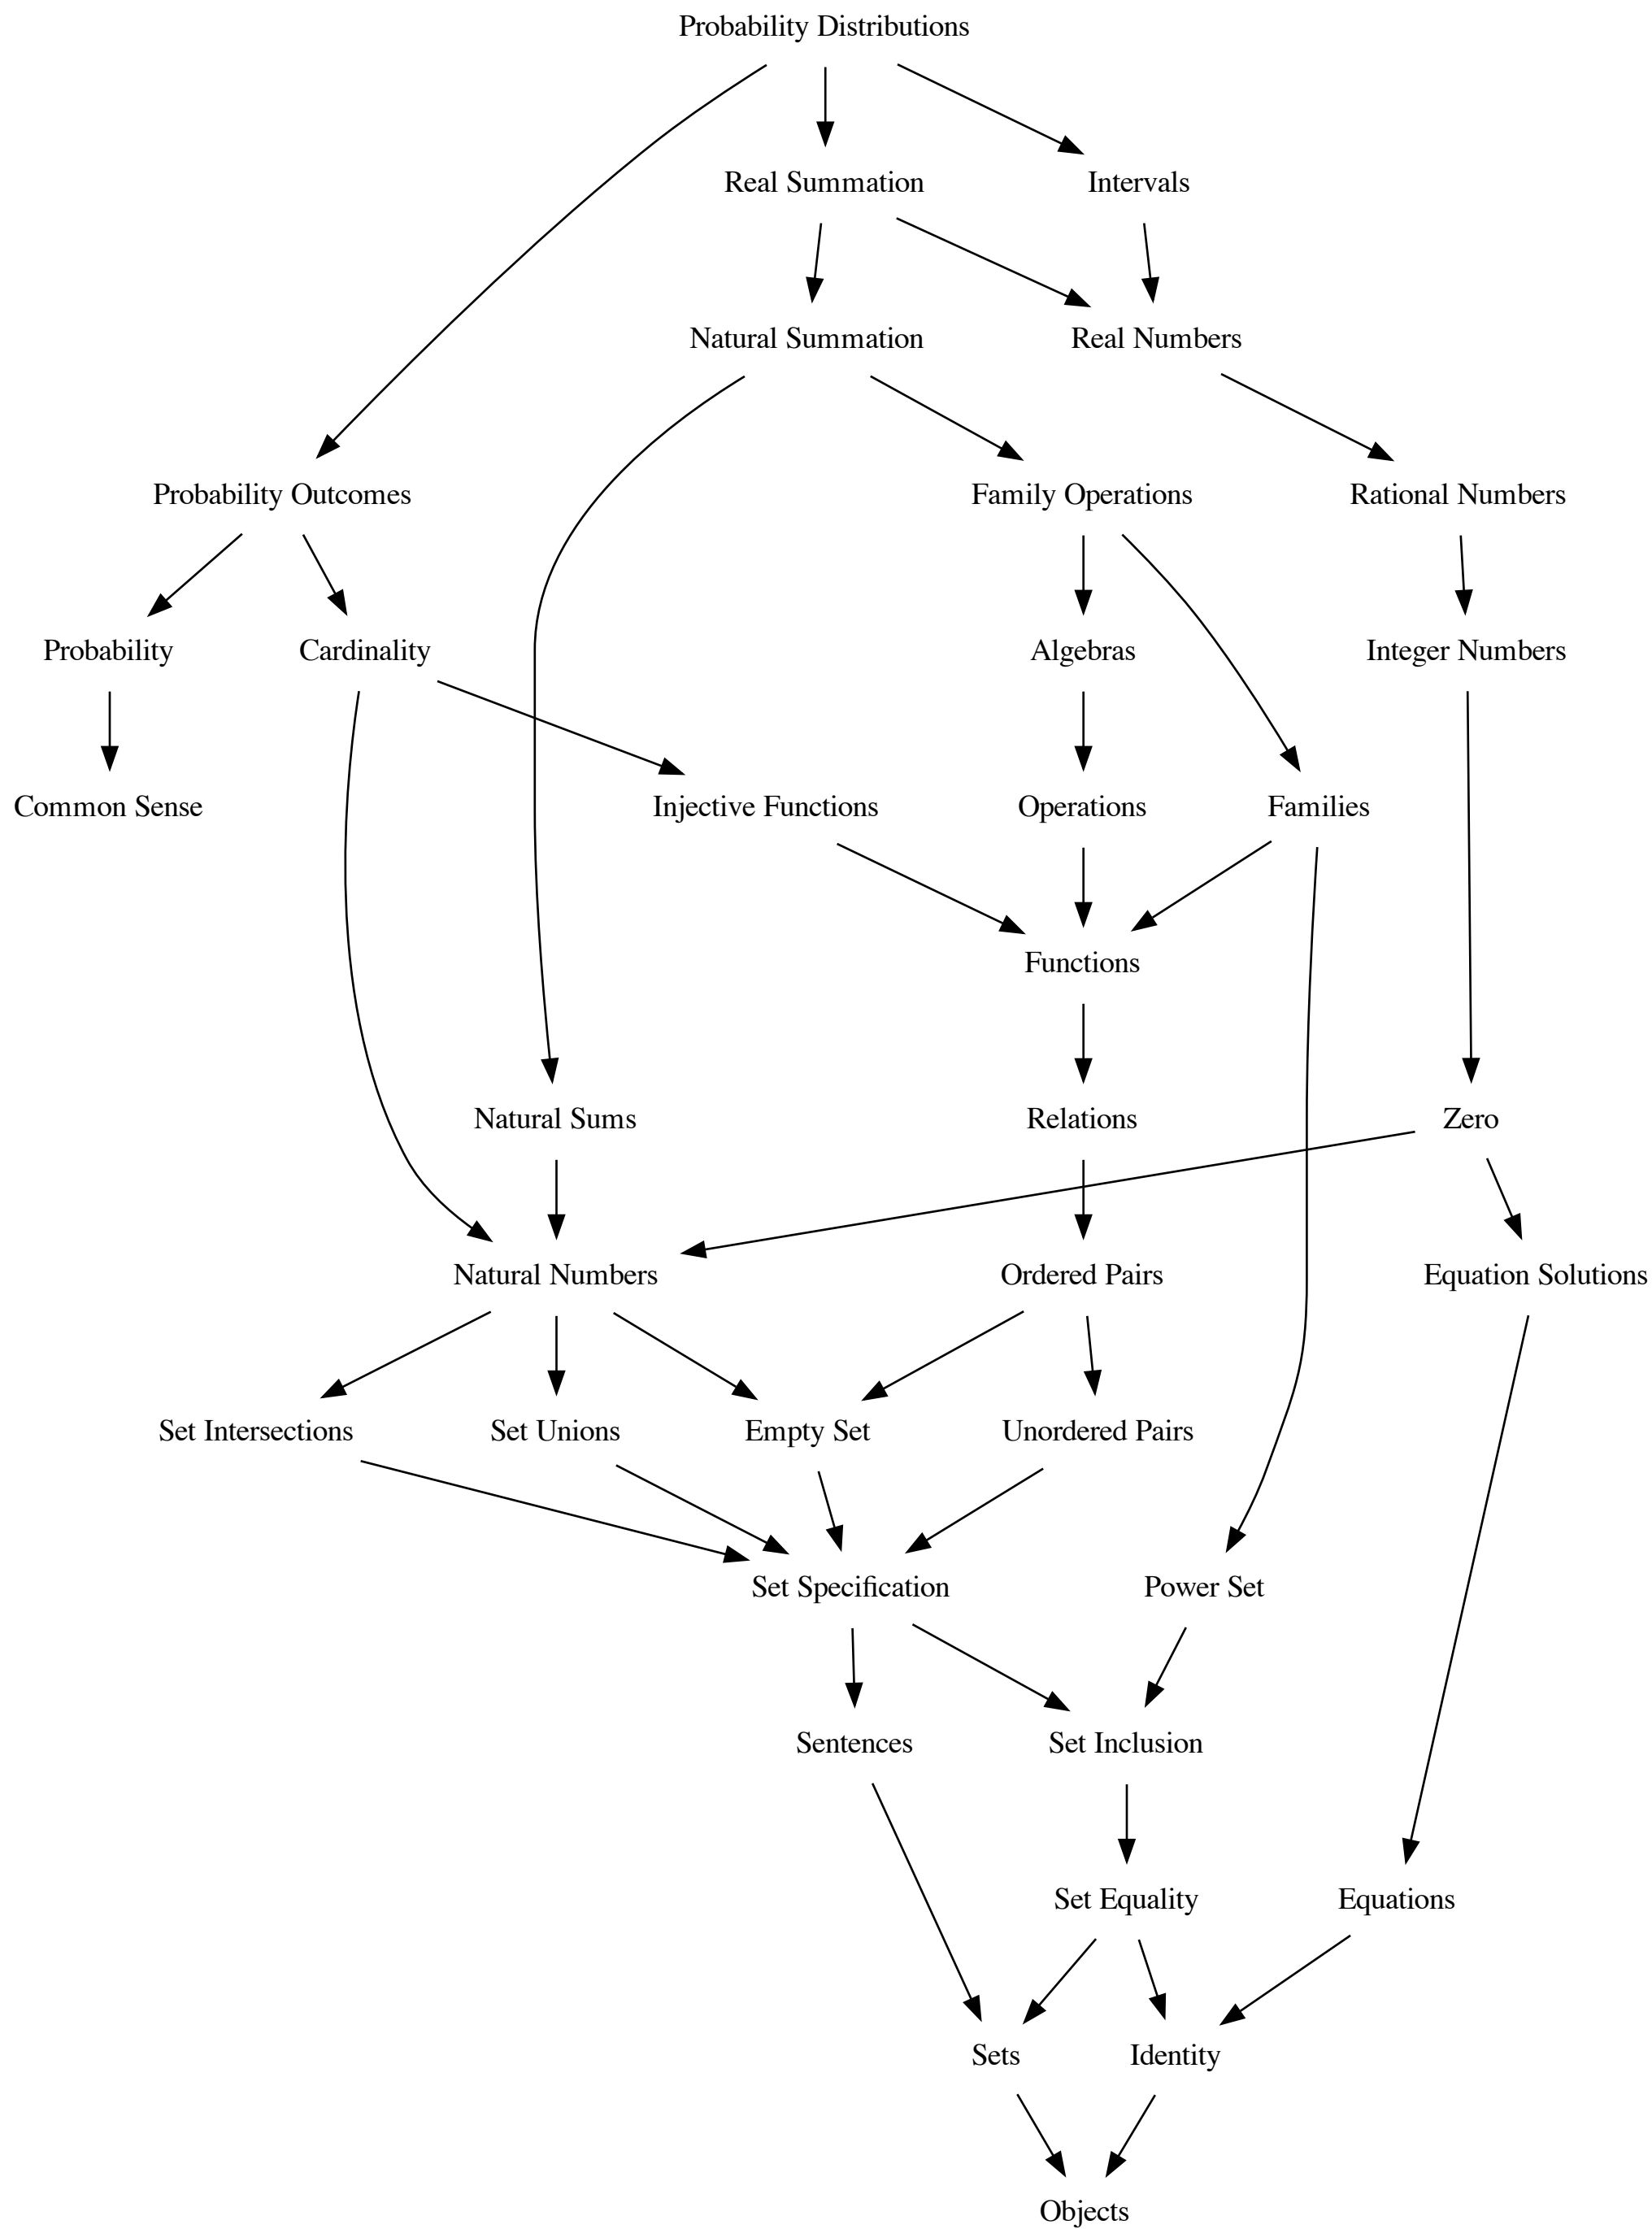 Probability Distributions
Real Summation
Intervals
Natural Summation
Real Numbers
Probability Outcomes
Family Operations
Rational Numbers
Probability
Cardinality
Algebras
Integer Numbers
Common Sense
Injective Functions
Operations
Families
Functions
Natural Sums
Relations
Zero
Natural Numbers
Ordered Pairs
Equation Solutions
Set Intersections
Set Unions
Empty Set
Unordered Pairs
Set Specification
Power Set
Sentences
Set Inclusion
Set Equality
Equations
Sets
Identity
Objects